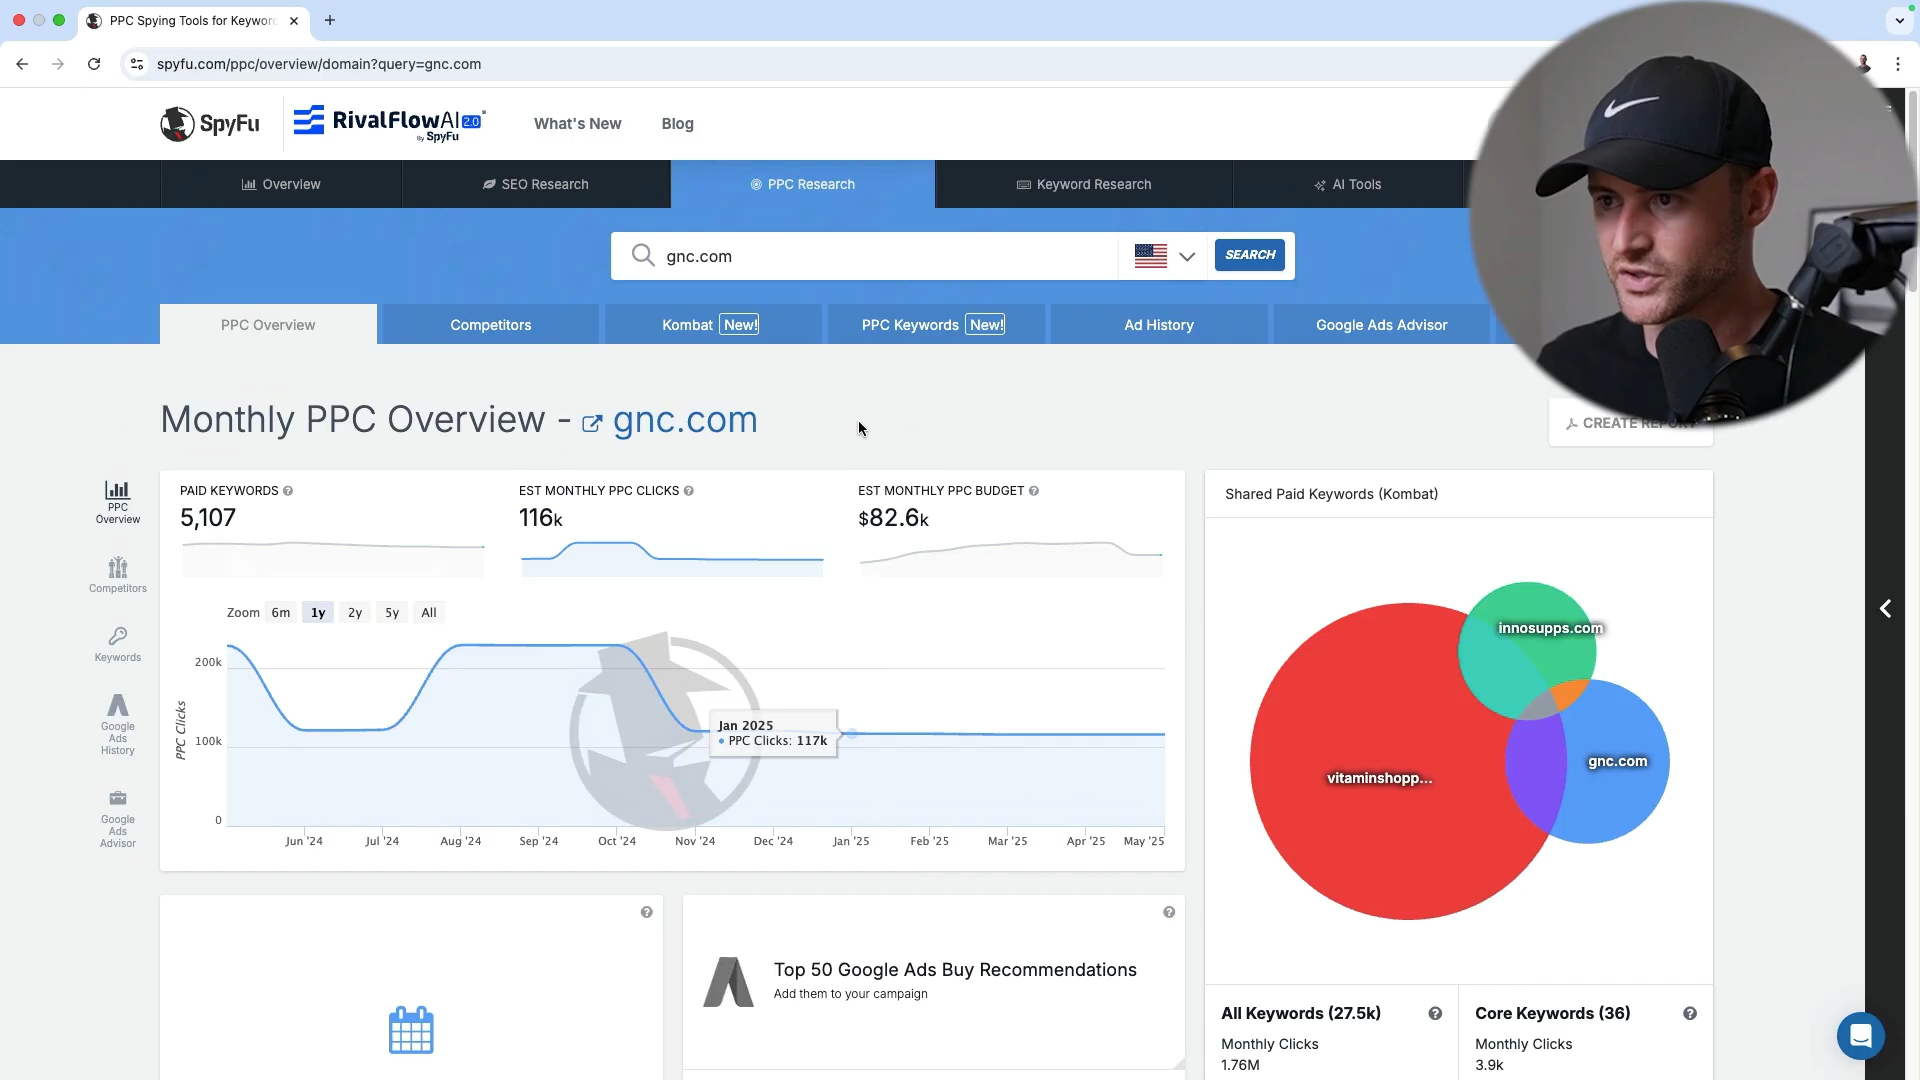 PPC Spying Tools for Keywor
spyfu.com/ppc/overview/domain?query=gnc.com
SpyFu
RivalFlowAI 2.0
By SpyFu
What's New
Blog
Overview
SEO Research
PPC Research
Keyword Research
AI Tools
gnc.com
SEARCH
PPC Overview
Competitors
Kombat New!
PPC Keywords New!
Ad History
Google Ads Advisor
Monthly PPC Overview - gnc.com
CREATE REPORT
PPC
Overview
Competitors
Keywords
Google
Ads
History
Google
Ads
Advisor
PAID KEYWORDS
5,107
EST MONTHLY PPC CLICKS
116k
EST MONTHLY PPC BUDGET
$82.6k
Zoom 6m 1y 2y 5y All
PPC Clicks
200k
100k
0
Jan 2025
PPC Clicks: 117k
Jun '24 Jul '24 Aug '24 Sep '24 Oct '24 Nov '24 Dec '24 Jan '25 Feb '25 Mar '25 Apr '25 May '25
Shared Paid Keywords (Kombat)
innosupps.com
vitaminshopp...
gnc.com
Top 50 Google Ads Buy Recommendations
Add them to your campaign
All Keywords (27.5k)
Monthly Clicks
1.76M
Core Keywords (36)
Monthly Clicks
3.9k